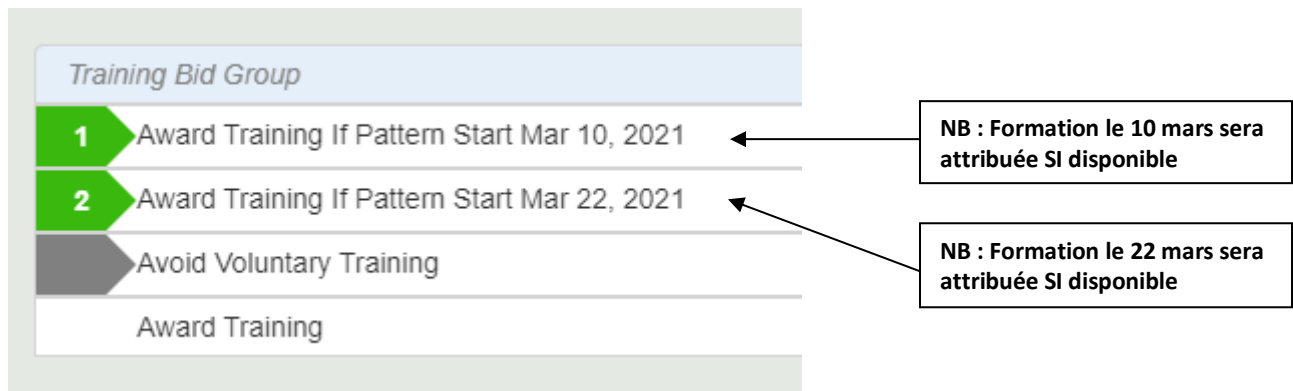 Training Bid Group
1 Award Training If Pattern Start Mar 10, 2021
NB : Formation le 10 mars sera
attribuée SI disponible
2 Award Training If Pattern Start Mar 22, 2021
Avoid Voluntary Training
NB : Formation le 22 mars sera
attribuée SI disponible
Award Training